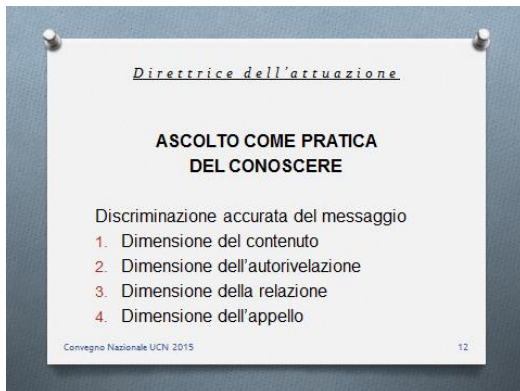 Direttrice dell'attuazione
ASCOLTO COME PRATICA
DEL CONOSCERE
Discriminazione accurata del messaggio
1. Dimensione del contenuto
2. Dimensione dell'autorivelazione
3. Dimensione della relazione
4. Dimensione dell'appello
Convegno Nazionale UCN 2015 12